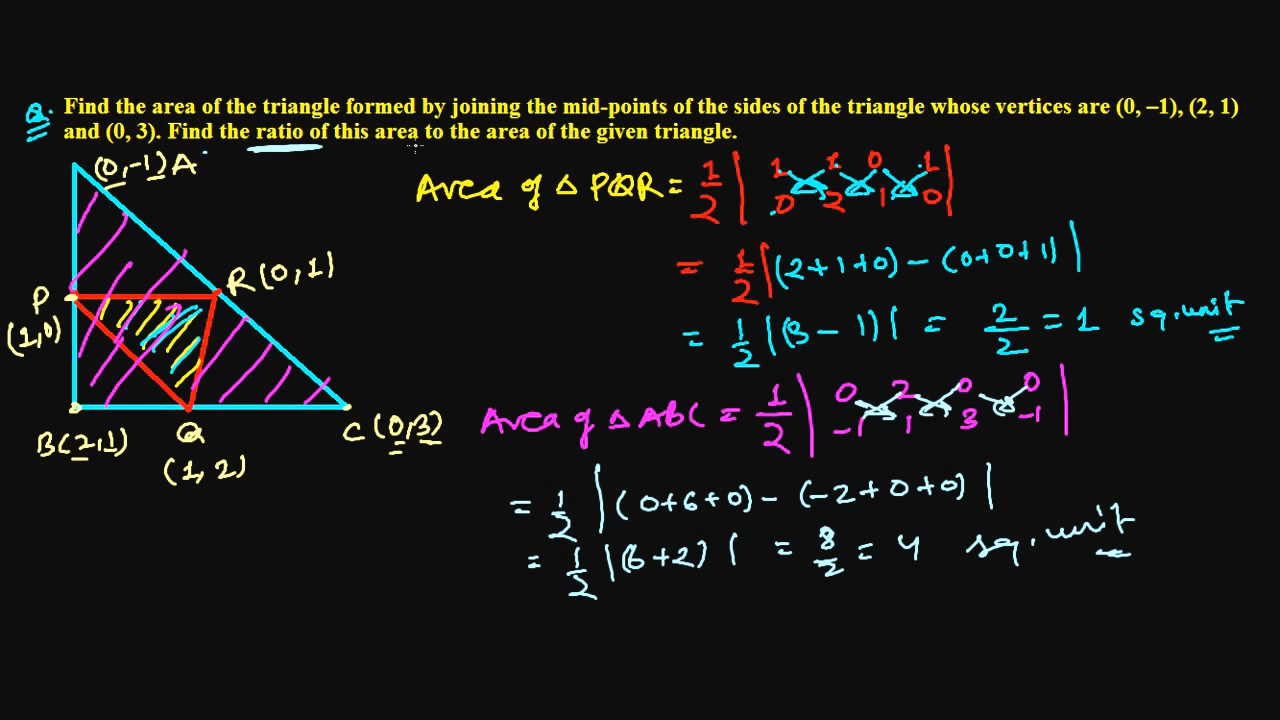 Q. Find the area of the triangle formed by joining the mid-points of the sides of the triangle whose vertices are (0, –1), (2, 1)
and (0, 3). Find the ratio of this area to the area of the given triangle.
(0,-1) A
P
(1,0)
R(0,1)
B(2,1)
Q
(1,2)
C (0,3)
Area of △ PQR = 1/2 | 1 1 0 1
0 2 1 0 |
= 1/2 |(2+1+0) - (0+0+1)|
= 1/2 |(3-1)| = 2/2 = 1 sq.unit
Area of △ ABC = 1/2 | 0 2 0 0
-1 1 3 -1 |
= 1/2 |(0+6+0) - (-2+0+0)|
= 1/2 |(6+2)| = 8/2 = 4 sq.unit